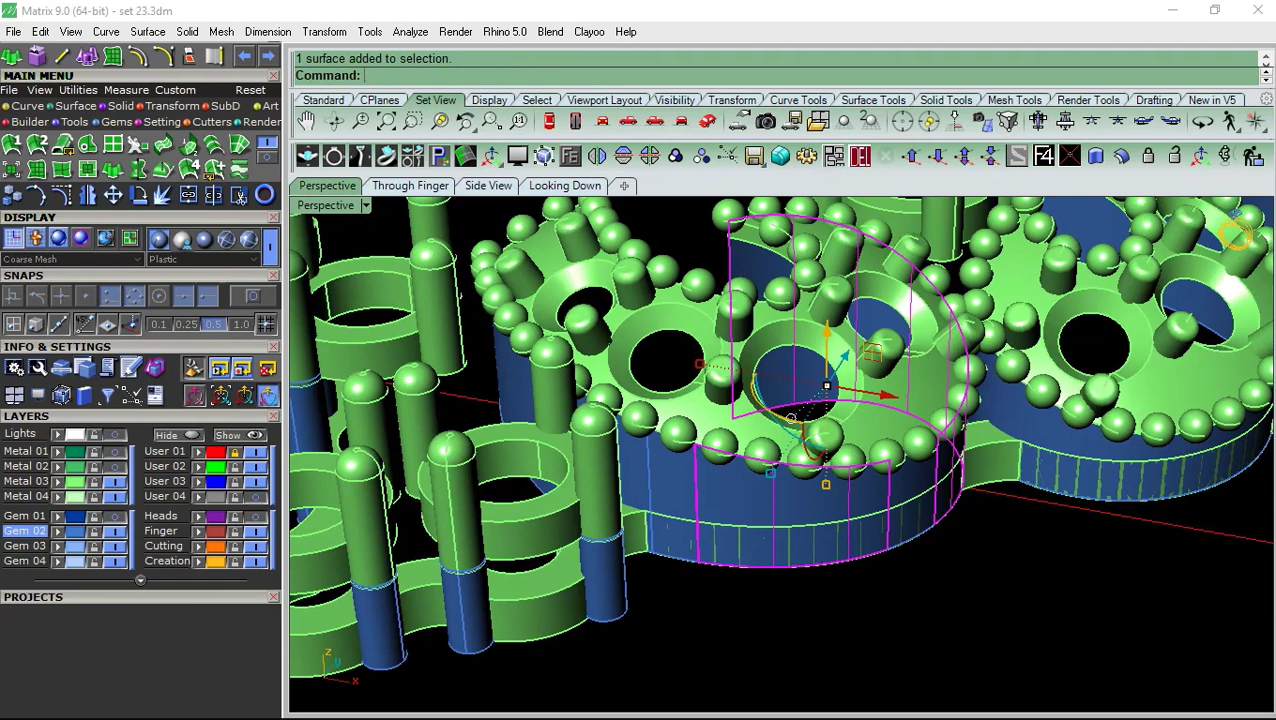 Matrix 9.0 (64-bit) - set 23.3dm
File Edit View Curve Surface Solid Mesh Dimension Transform Tools Analyze Render Rhino 5.0 Blend Clayoo Help
1 surface added to selection.
Command:
MAIN MENU
File View Utilities Measure Custom Reset
Curve Surface Solid Transform SubD Art
Builder Tools Gems Setting Cutters Render
Standard CPlanes Set View Display Select Viewport Layout Visibility Transform Curve Tools Surface Tools Solid Tools Mesh Tools Render Tools Drafting New in V5
Perspective Through Finger Side View Looking Down
Perspective
DISPLAY
Coarse Mesh Plastic
SNAPS
0.1 0.25 0.5 1.0
INFO & SETTINGS
LAYERS
Lights Hide Show
Metal 01 User 01
Metal 02 User 02
Metal 03 User 03
Metal 04 User 04
Gem 01 Heads
Gem 02 Finger
Gem 03 Cutting
Gem 04 Creation
PROJECTS
z
y
x